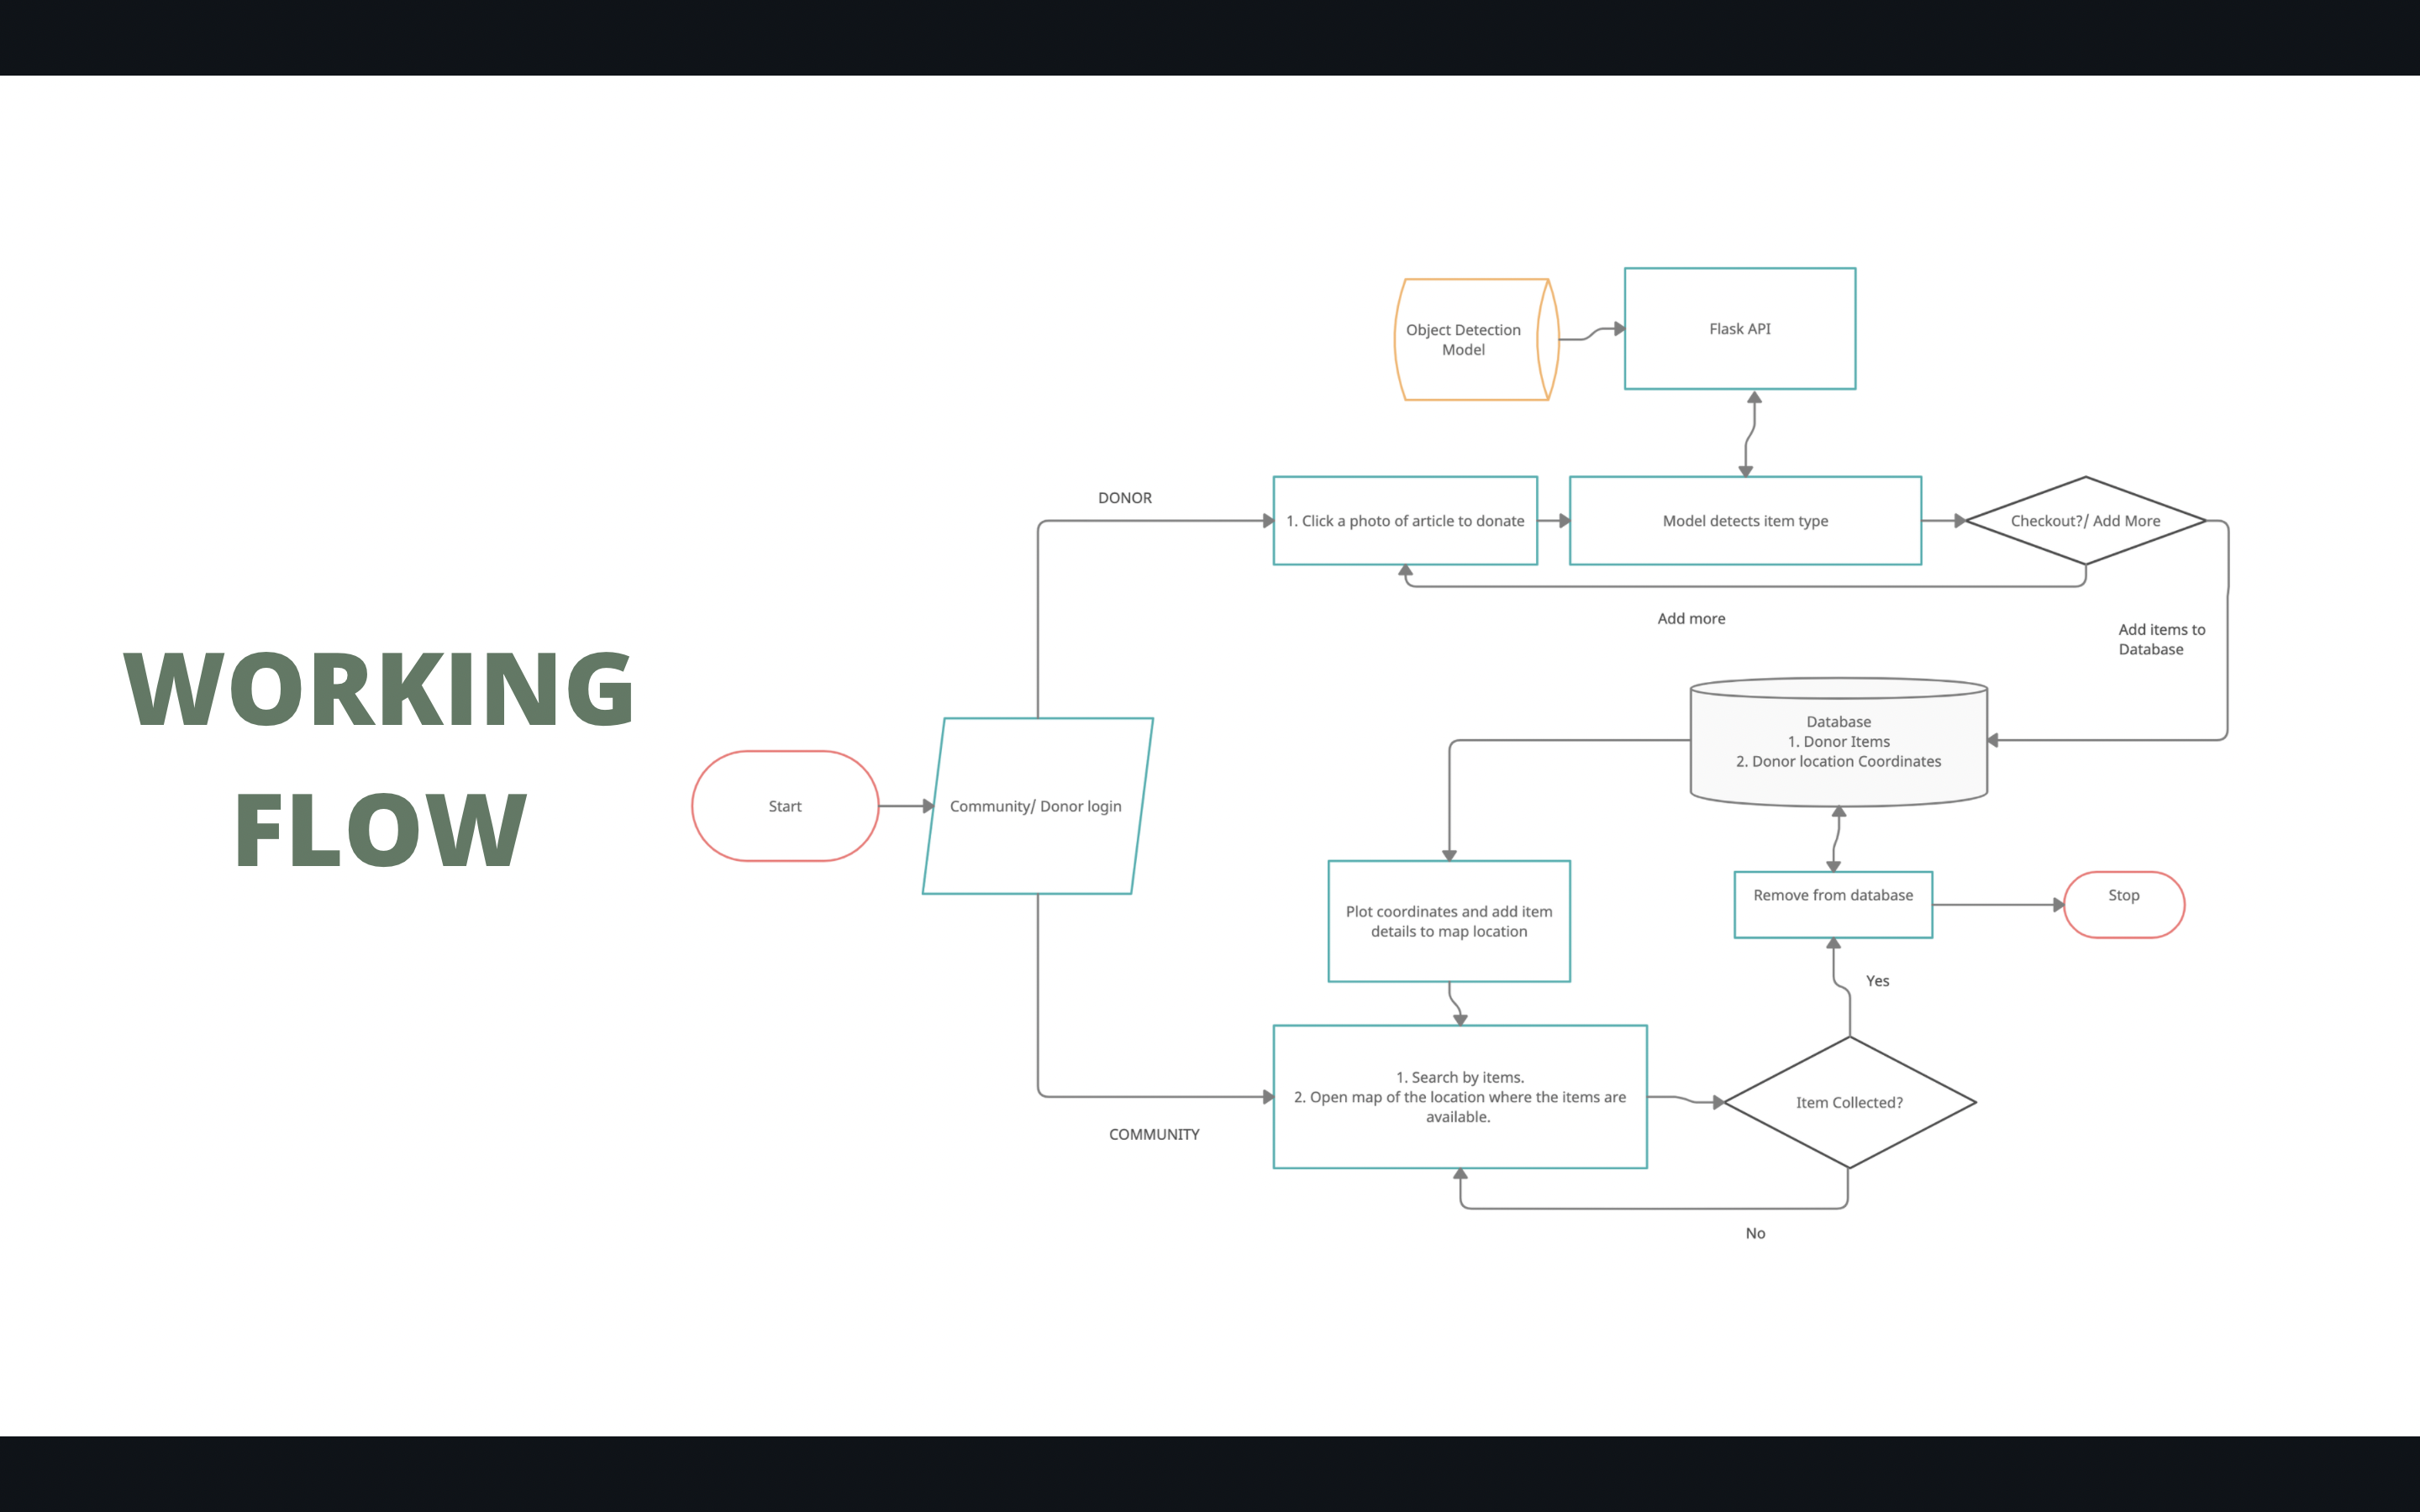 WORKING
FLOW
Start
Community/ Donor login
DONOR
COMMUNITY
Object Detection
Model
Flask API
1. Click a photo of article to donate
Model detects item type
Checkout?/ Add More
Add more
Add items to
Database
Database
1. Donor Items
2. Donor location Coordinates
Plot coordinates and add item
details to map location
Remove from database
Stop
Yes
1. Search by items.
2. Open map of the location where the items are
available.
Item Collected?
No